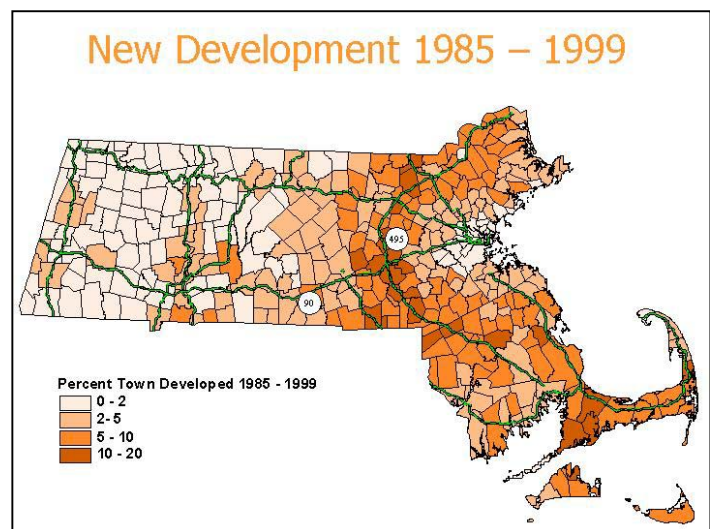 New Development 1985 – 1999
495
90
Percent Town Developed 1985 - 1999
0 - 2
2- 5
5 - 10
10 - 20